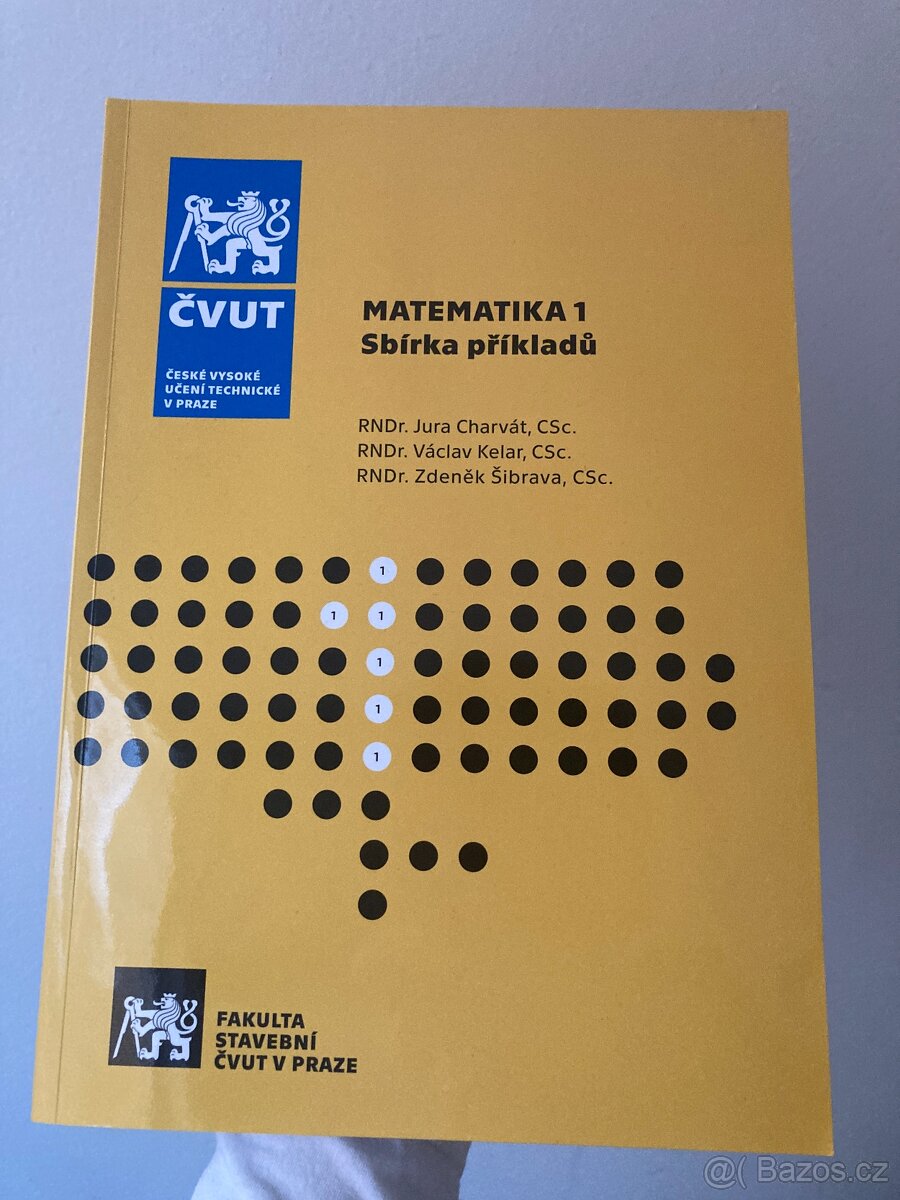 ČVUT
ČESKÉ VYSOKÉ
UČENÍ TECHNICKÉ
V PRAZE
MATEMATIKA 1
Sbírka příkladů
RNDr. Jura Charvát, CSc.
RNDr. Václav Kelar, CSc.
RNDr. Zdeněk Šibrava, CSc.
1
1 1
1
1
1
FAKULTA
STAVEBNÍ
ČVUT V PRAZE
@( Bazos.cz